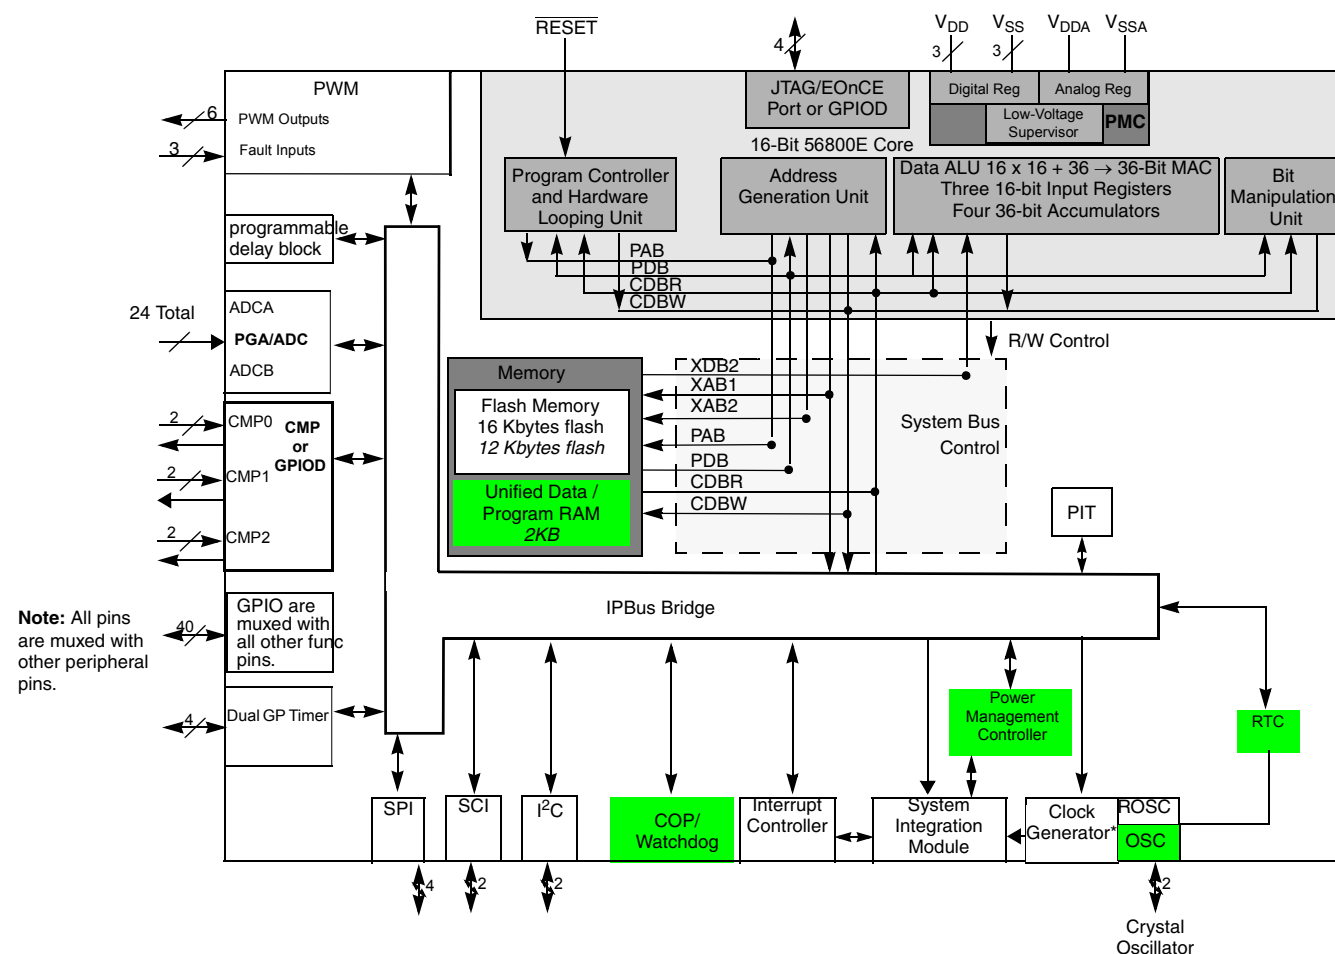 RESET
4
VDD
VSS
VDDA
VSSA
3
3
PWM
6
PWM Outputs
3
Fault Inputs
JTAG/EOnCE
Port or GPIOD
Digital Reg
Analog Reg
Low-Voltage
Supervisor
PMC
16-Bit 56800E Core
Program Controller
and Hardware
Looping Unit
Address
Generation Unit
Data ALU 16 x 16 + 36 → 36-Bit MAC
Three 16-bit Input Registers
Four 36-bit Accumulators
Bit
Manipulation
Unit
programmable
delay block
PAB
PDB
CDBR
CDBW
24 Total
ADCA
PGA/ADC
ADCB
R/W Control
Memory
Flash Memory
16 Kbytes flash
12 Kbytes flash
Unified Data /
Program RAM
2KB
XDB2
XAB1
XAB2
PAB
PDB
CDBR
CDBW
System Bus
Control
2
CMP0
CMP
or
GPIOD
2
CMP1
2
CMP2
PIT
IPBus Bridge
Note: All pins
are muxed with
other peripheral
pins.
40
GPIO are
muxed with
all other func
pins.
4
Dual GP Timer
Power
Management
Controller
RTC
SPI
SCI
I2C
COP/
Watchdog
Interrupt
Controller
System
Integration
Module
Clock
Generator*
ROSC
OSC
4
2
2
2
Crystal
Oscillator